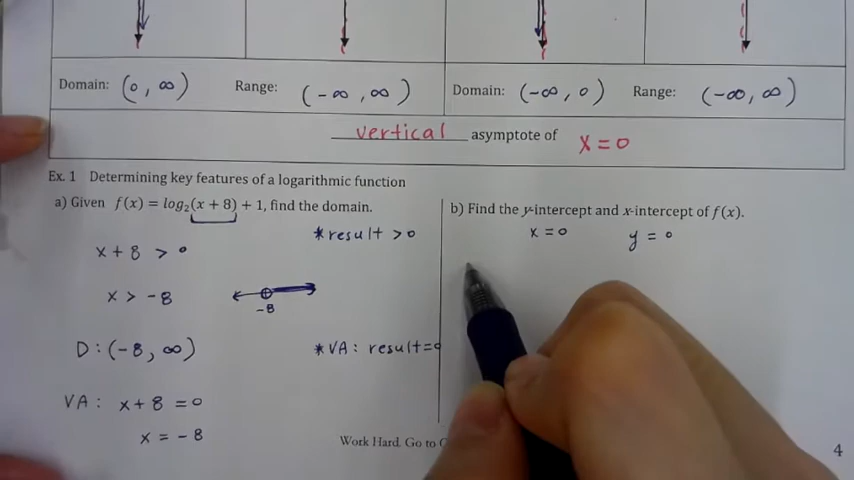 Domain: (0, ∞) Range: (-∞, ∞) Domain: (-∞, 0) Range: (-∞, ∞)
vertical asymptote of x = 0
Ex. 1 Determining key features of a logarithmic function
a) Given f(x) = log₂(x + 8) + 1, find the domain.
*result > 0
x + 8 > 0
x > -8
-8
D: (-8, ∞)
*VA: result=0
VA: x + 8 = 0
x = -8
b) Find the y-intercept and x-intercept of f(x).
x = 0 y = 0
Work Hard. Go to
4